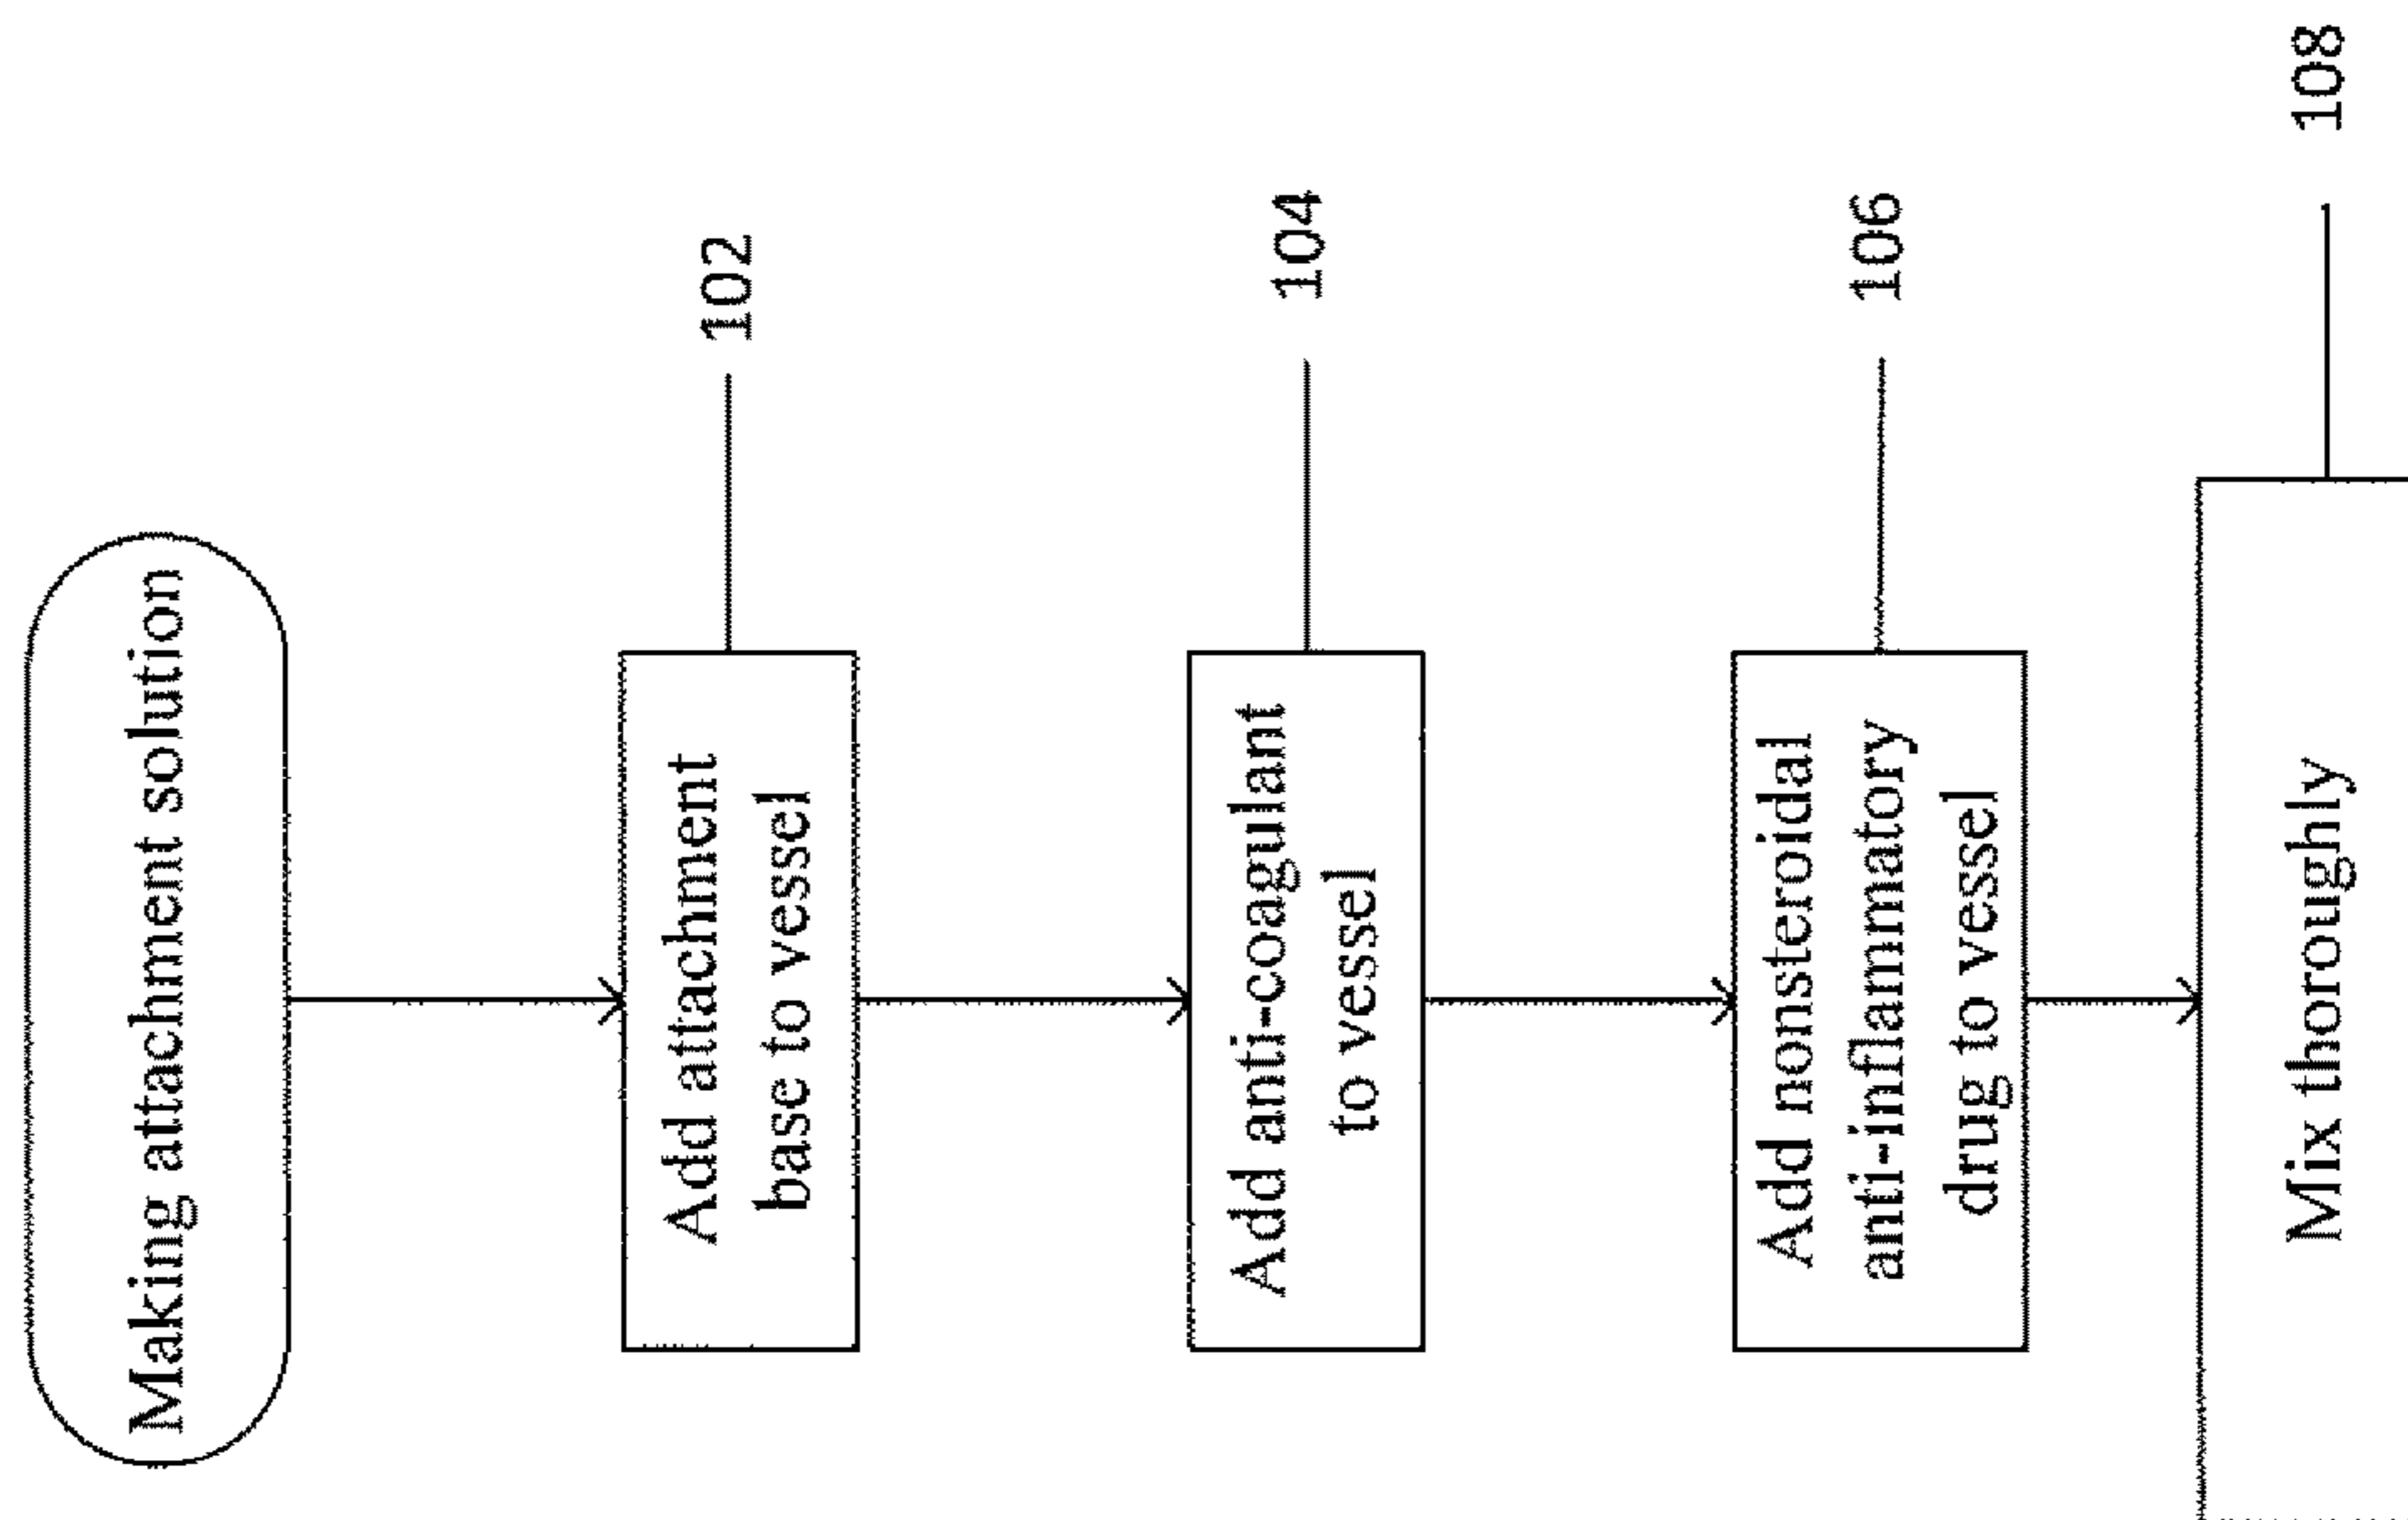 Making attachment solution
Add attachment
base to vessel
102
Add anti-coagulant
to vessel
104
Add nonsteroidal
anti-inflammatory
drug to vessel
106
Mix thoroughly
108